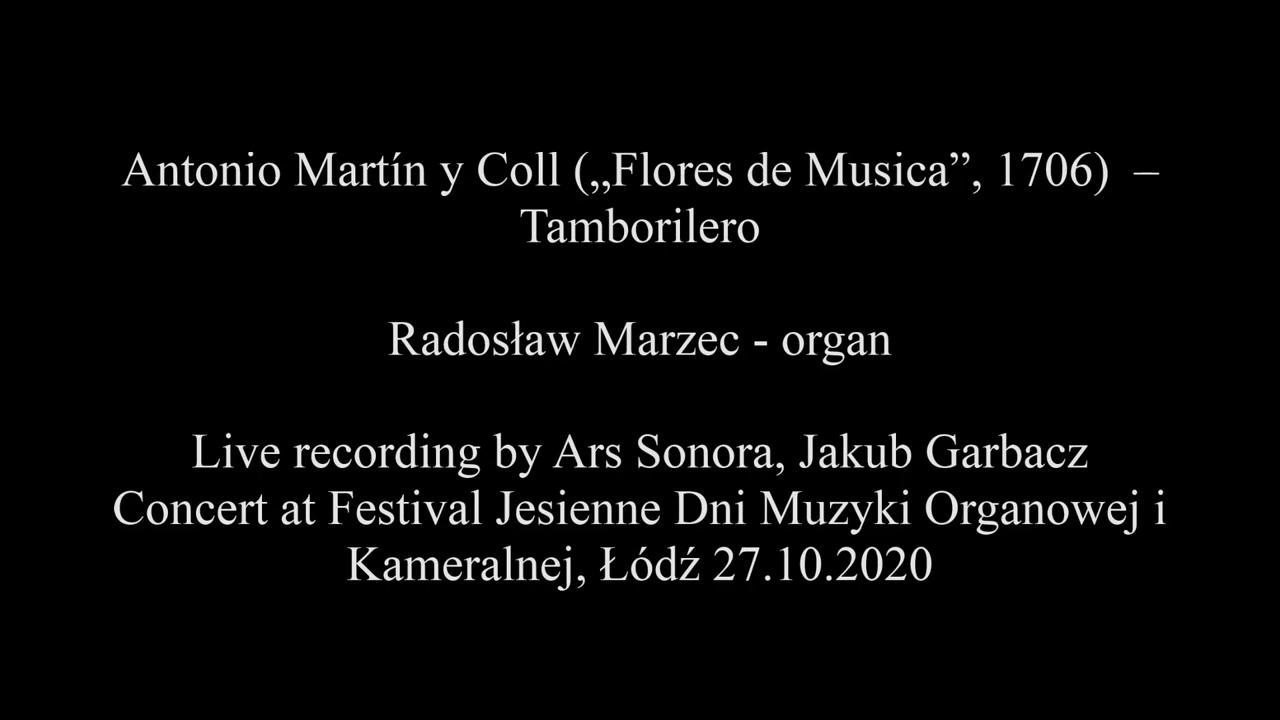 Antonio Martín y Coll („Flores de Musica”, 1706) –
Tamborilero
Radosław Marzec - organ
Live recording by Ars Sonora, Jakub Garbacz
Concert at Festival Jesienne Dni Muzyki Organowej i
Kameralnej, Łódź 27.10.2020